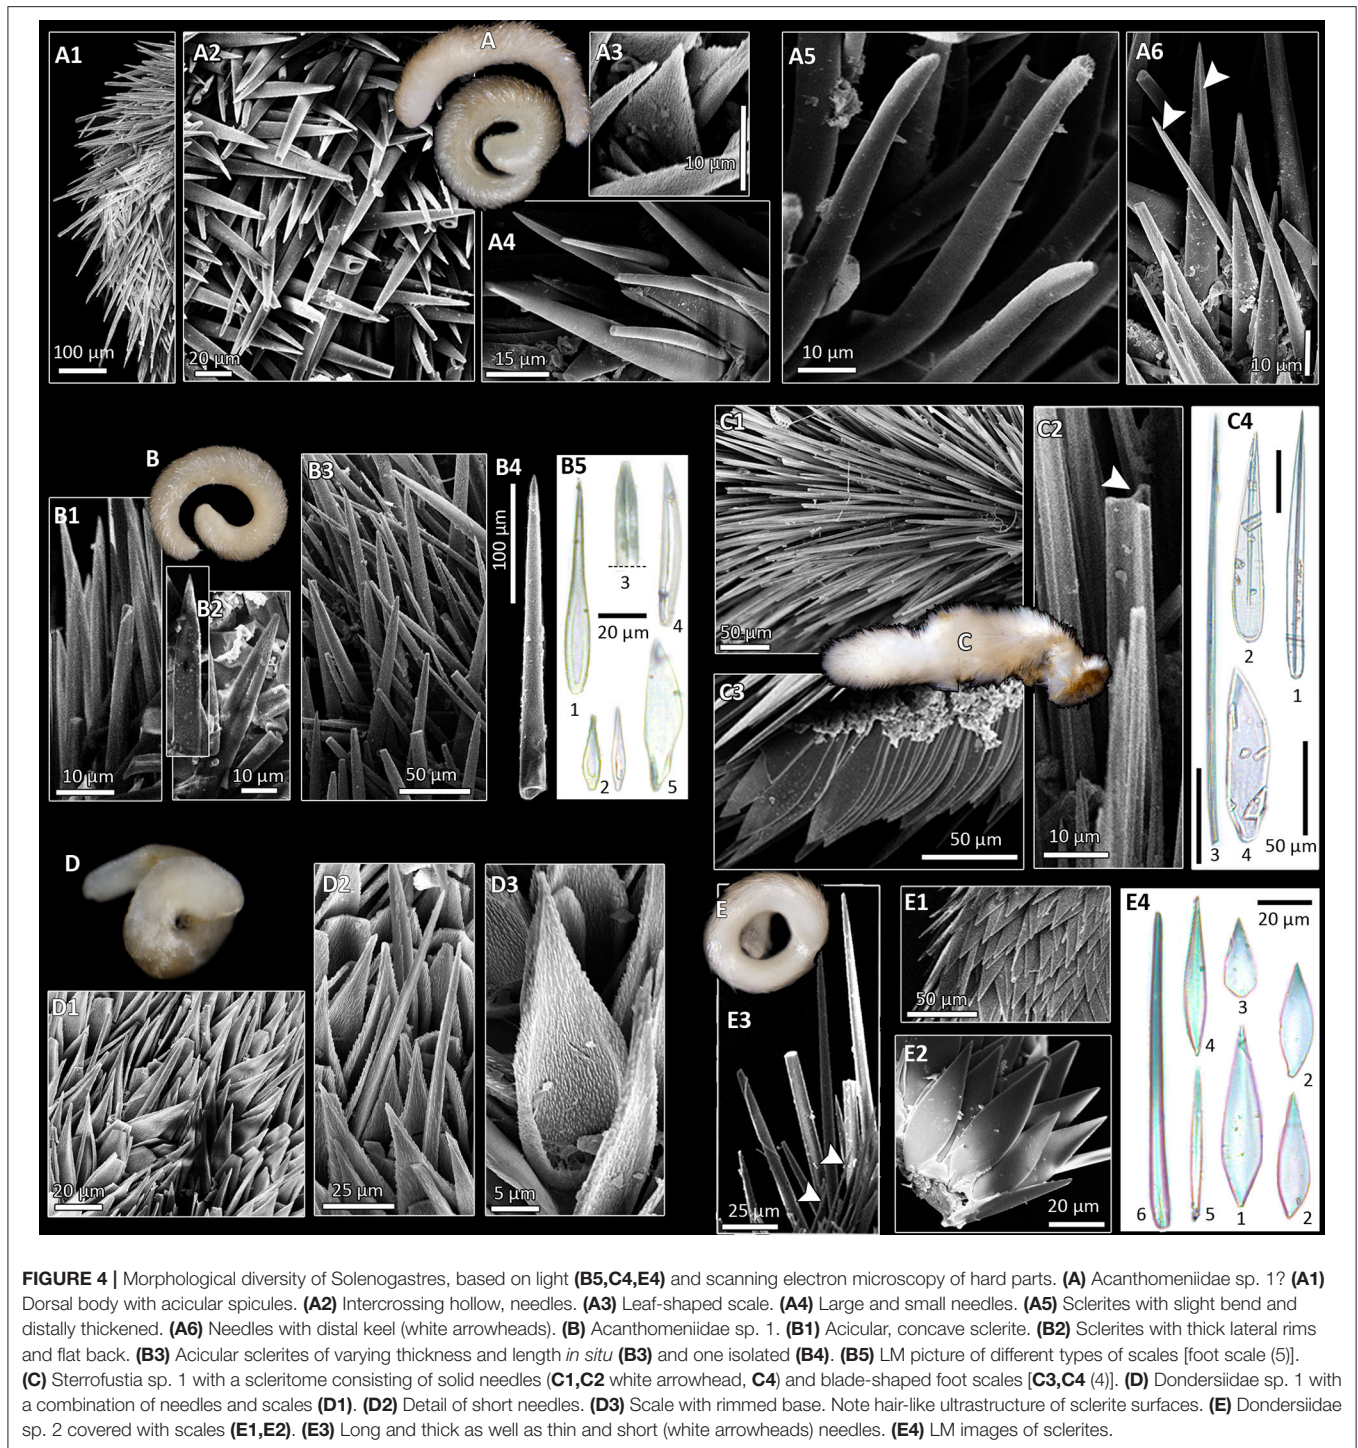 A1
100 µm
A2
20 µm
A
A3
10 µm
A4
15 µm
A5
10 µm
A6
10 µm
B
B1
10 µm
B2
10 µm
B3
50 µm
B4
100 µm
B5
1
2
3
20 µm
4
5
C1
50 µm
C
C2
10 µm
C3
50 µm
C4
1
2
3
4
50 µm
D
D1
20 µm
D2
25 µm
D3
5 µm
E
E1
50 µm
E2
20 µm
E3
25 µm
E4
20 µm
6
4
5
3
1
2
2
FIGURE 4 | Morphological diversity of Solenogastres, based on light (B5,C4,E4) and scanning electron microscopy of hard parts. (A) Acanthomeniidae sp. 1? (A1)
Dorsal body with acicular spicules. (A2) Intercrossing hollow, needles. (A3) Leaf-shaped scale. (A4) Large and small needles. (A5) Sclerites with slight bend and
distally thickened. (A6) Needles with distal keel (white arrowheads). (B) Acanthomeniidae sp. 1. (B1) Acicular, concave sclerite. (B2) Sclerites with thick lateral rims
and flat back. (B3) Acicular sclerites of varying thickness and length in situ (B3) and one isolated (B4). (B5) LM picture of different types of scales [foot scale (5)].
(C) Sterrofustia sp. 1 with a scleritome consisting of solid needles (C1,C2 white arrowhead, C4) and blade-shaped foot scales [C3,C4 (4)]. (D) Dondersiidae sp. 1 with
a combination of needles and scales (D1). (D2) Detail of short needles. (D3) Scale with rimmed base. Note hair-like ultrastructure of sclerite surfaces. (E) Dondersiidae
sp. 2 covered with scales (E1,E2). (E3) Long and thick as well as thin and short (white arrowheads) needles. (E4) LM images of sclerites.